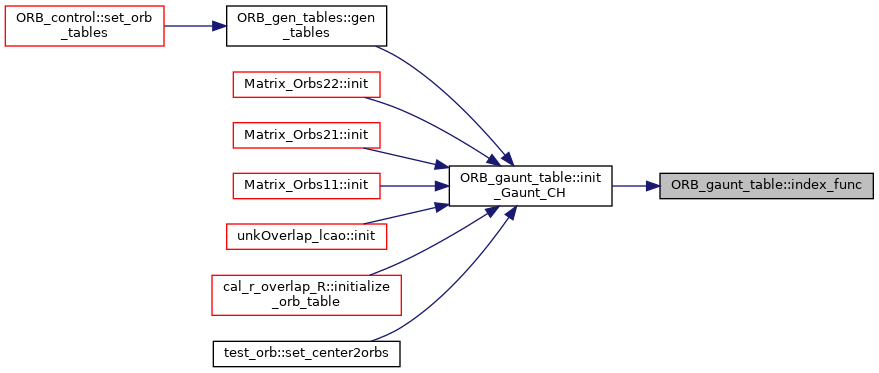 ORB_control::set_orb
_tables
ORB_gen_tables::gen
_tables
Matrix_Orbs22::init
Matrix_Orbs21::init
Matrix_Orbs11::init
unkOverlap_lcao::init
cal_r_overlap_R::initialize
_orb_table
test_orb::set_center2orbs
ORB_gaunt_table::init
_Gaunt_CH
ORB_gaunt_table::index_func